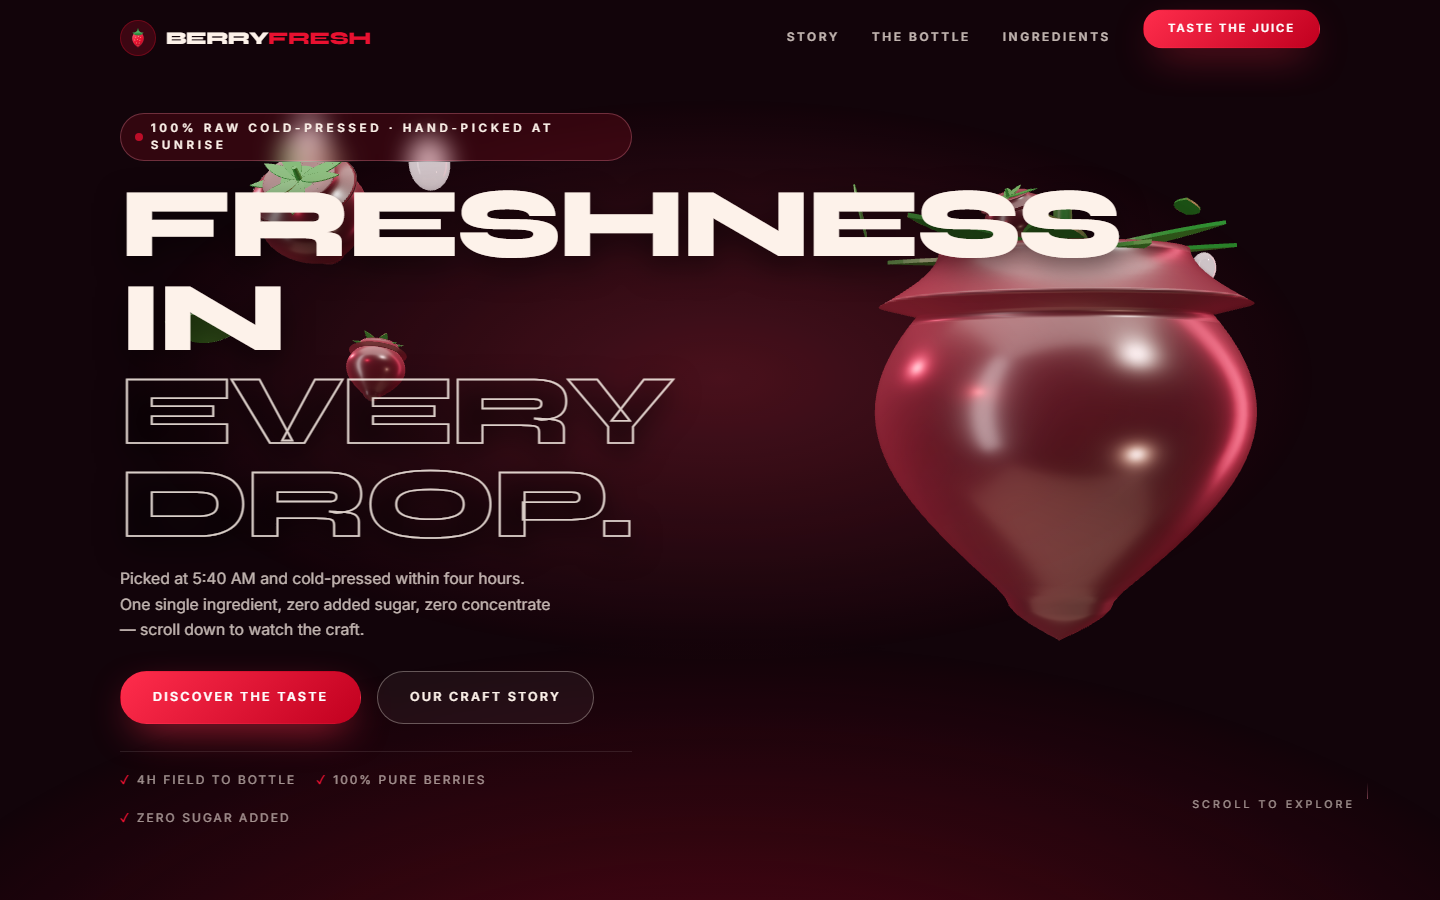 BERRYFRESH
STORY THE BOTTLE INGREDIENTS TASTE THE JUICE
100% RAW COLD-PRESSED · HAND-PICKED AT
SUNRISE
FRESHNESS
IN
EVERY
DROP.
Picked at 5:40 AM and cold-pressed within four hours.
One single ingredient, zero added sugar, zero concentrate
— scroll down to watch the craft.
DISCOVER THE TASTE OUR CRAFT STORY
✓ 4H FIELD TO BOTTLE ✓ 100% PURE BERRIES
✓ ZERO SUGAR ADDED
SCROLL TO EXPLORE